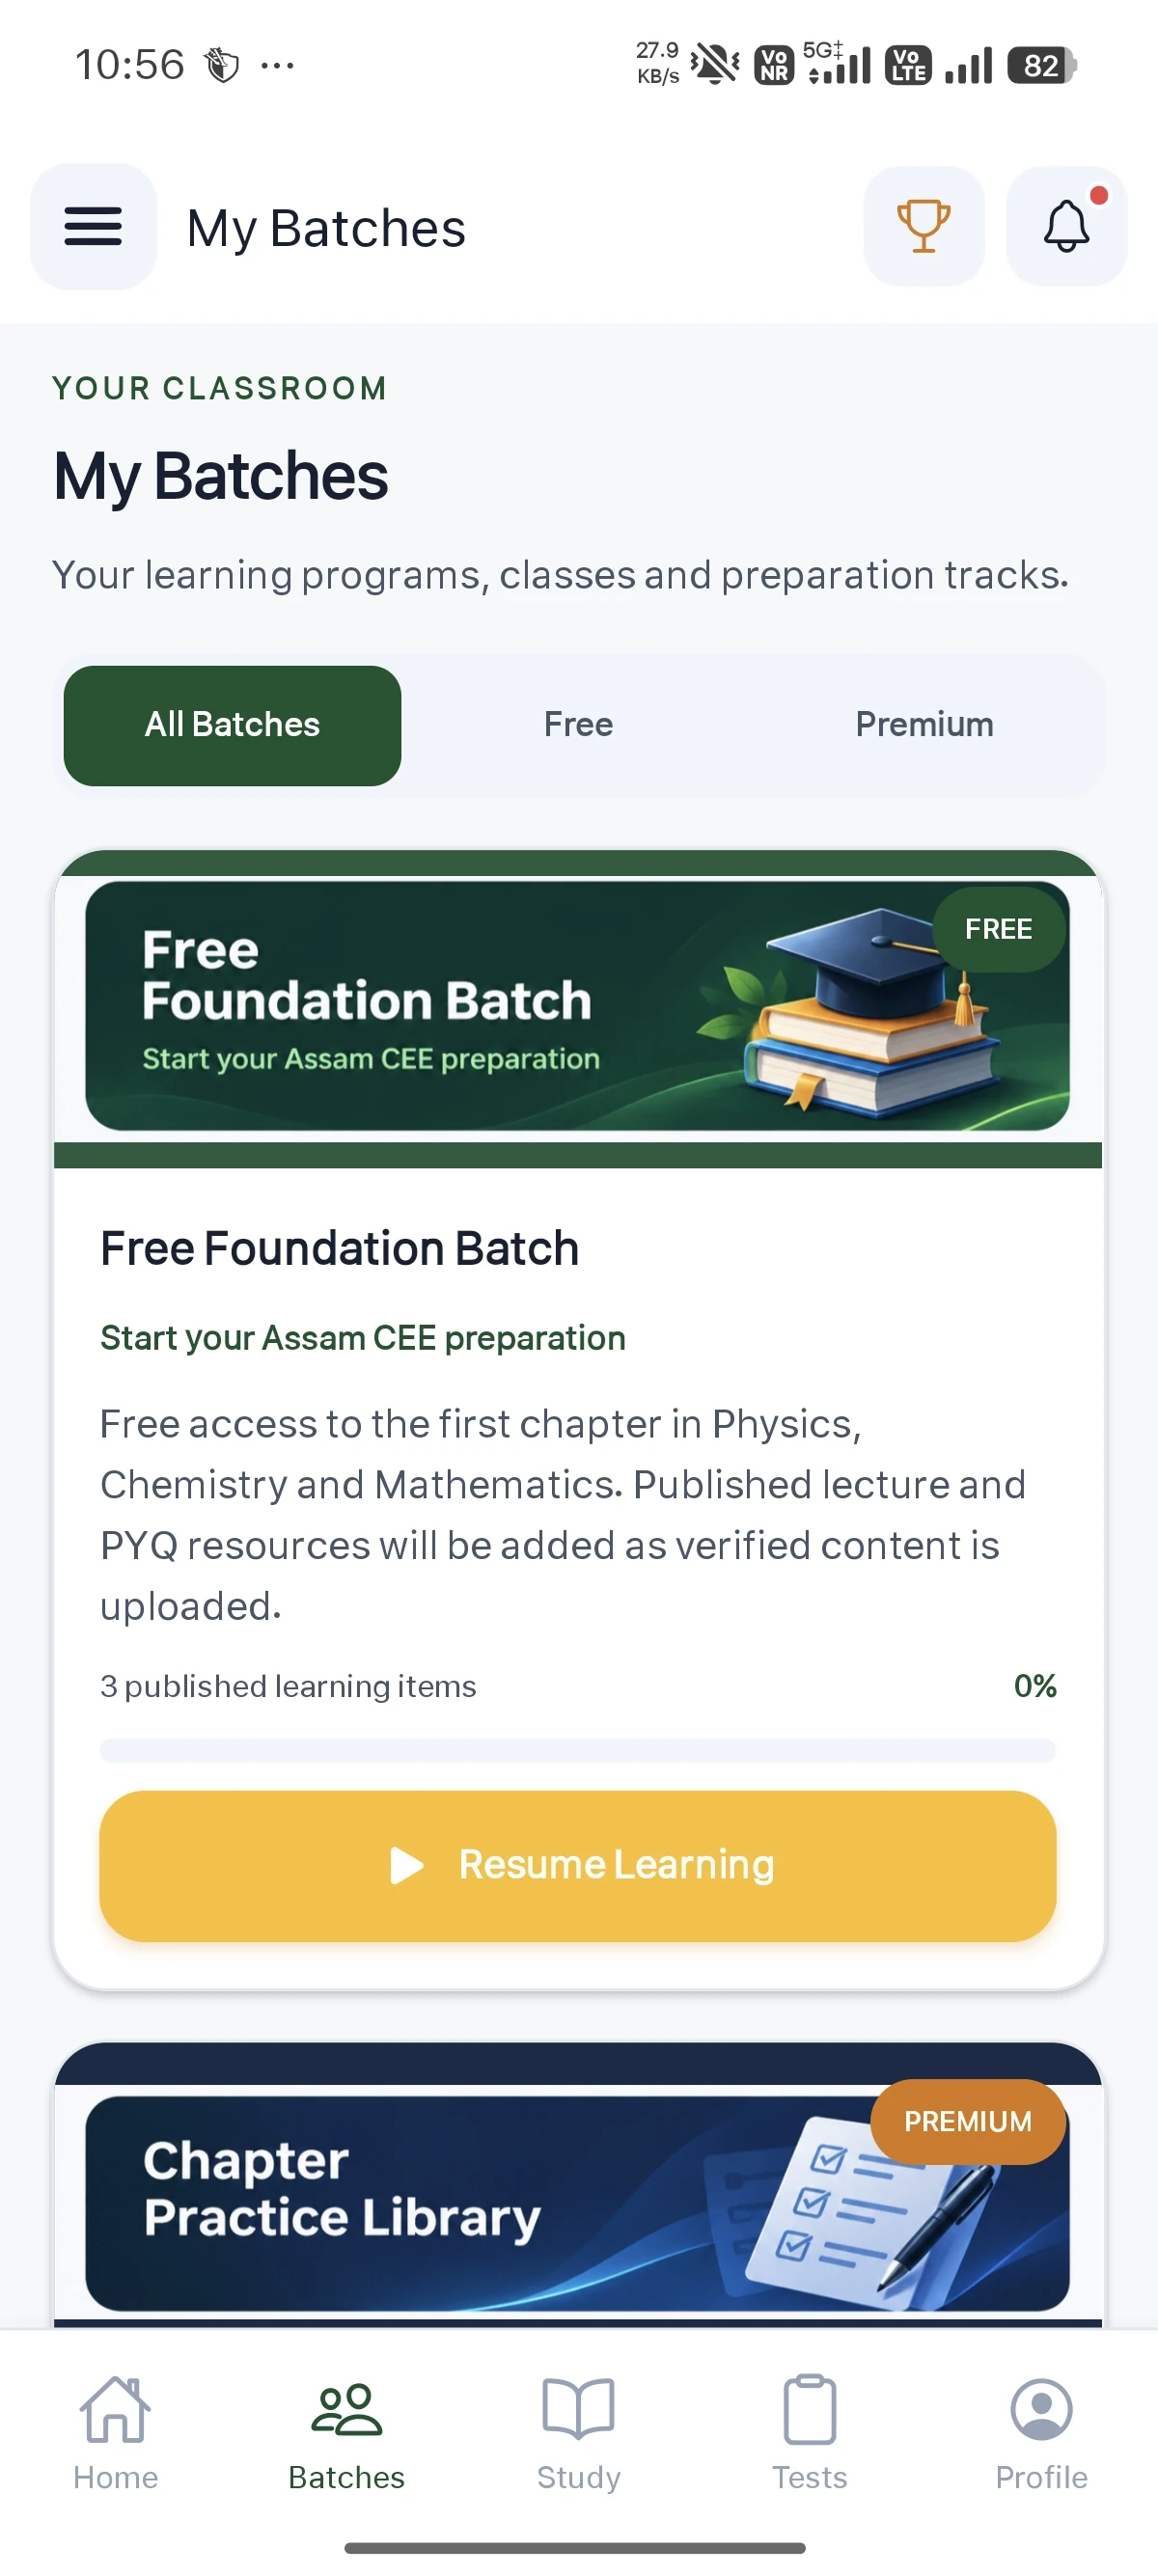 10:56
27.9
KB/s
Vo
NR
5G‡
Vo
LTE
82
My Batches
YOUR CLASSROOM
My Batches
Your learning programs, classes and preparation tracks.
All Batches
Free
Premium
Free
Foundation Batch
Start your Assam CEE preparation
FREE
Free Foundation Batch
Start your Assam CEE preparation
Free access to the first chapter in Physics,
Chemistry and Mathematics. Published lecture and
PYQ resources will be added as verified content is
uploaded.
3 published learning items
0%
Resume Learning
PREMIUM
Chapter
Practice Library
Home
Batches
Study
Tests
Profile